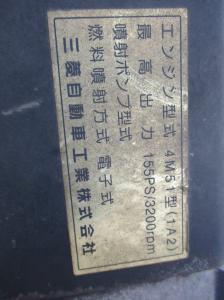 エンジン型式 4M51型(1A2)
最高出力 155PS/3200rpm
噴射ポンプ型式
燃料噴射方式 電子式
三菱自動車工業株式会社